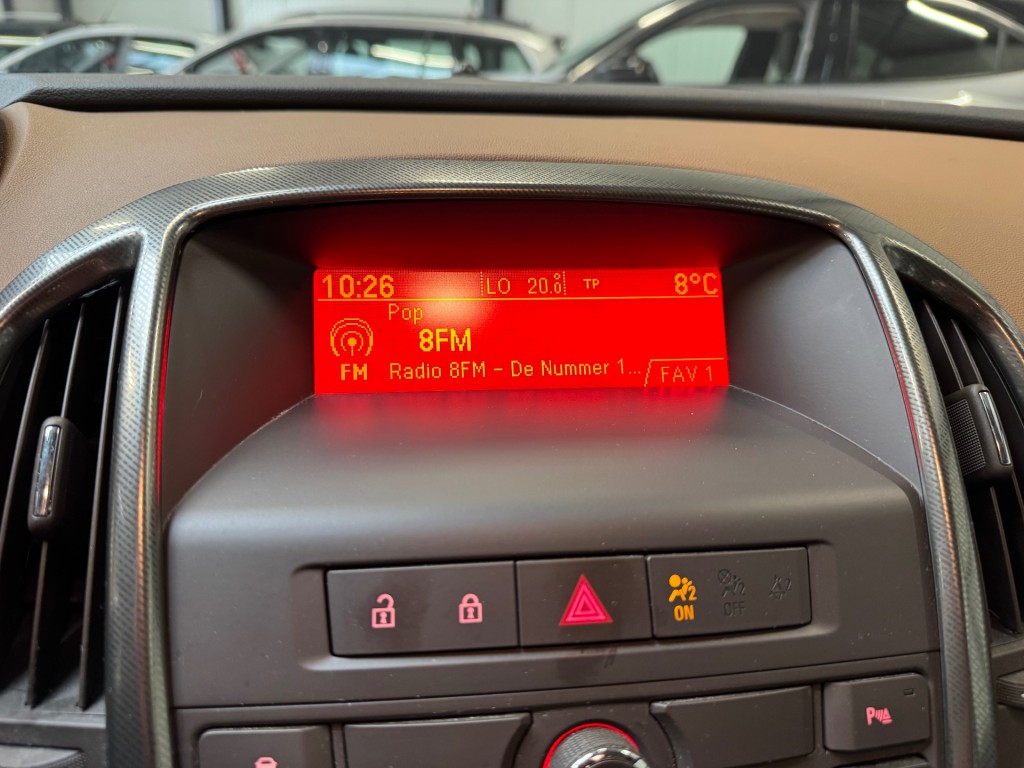 10:26 LO 20.0 TP 8°C
Pop
8FM
FM Radio 8FM - De Nummer 1... FAV 1
2 ON OFF
P